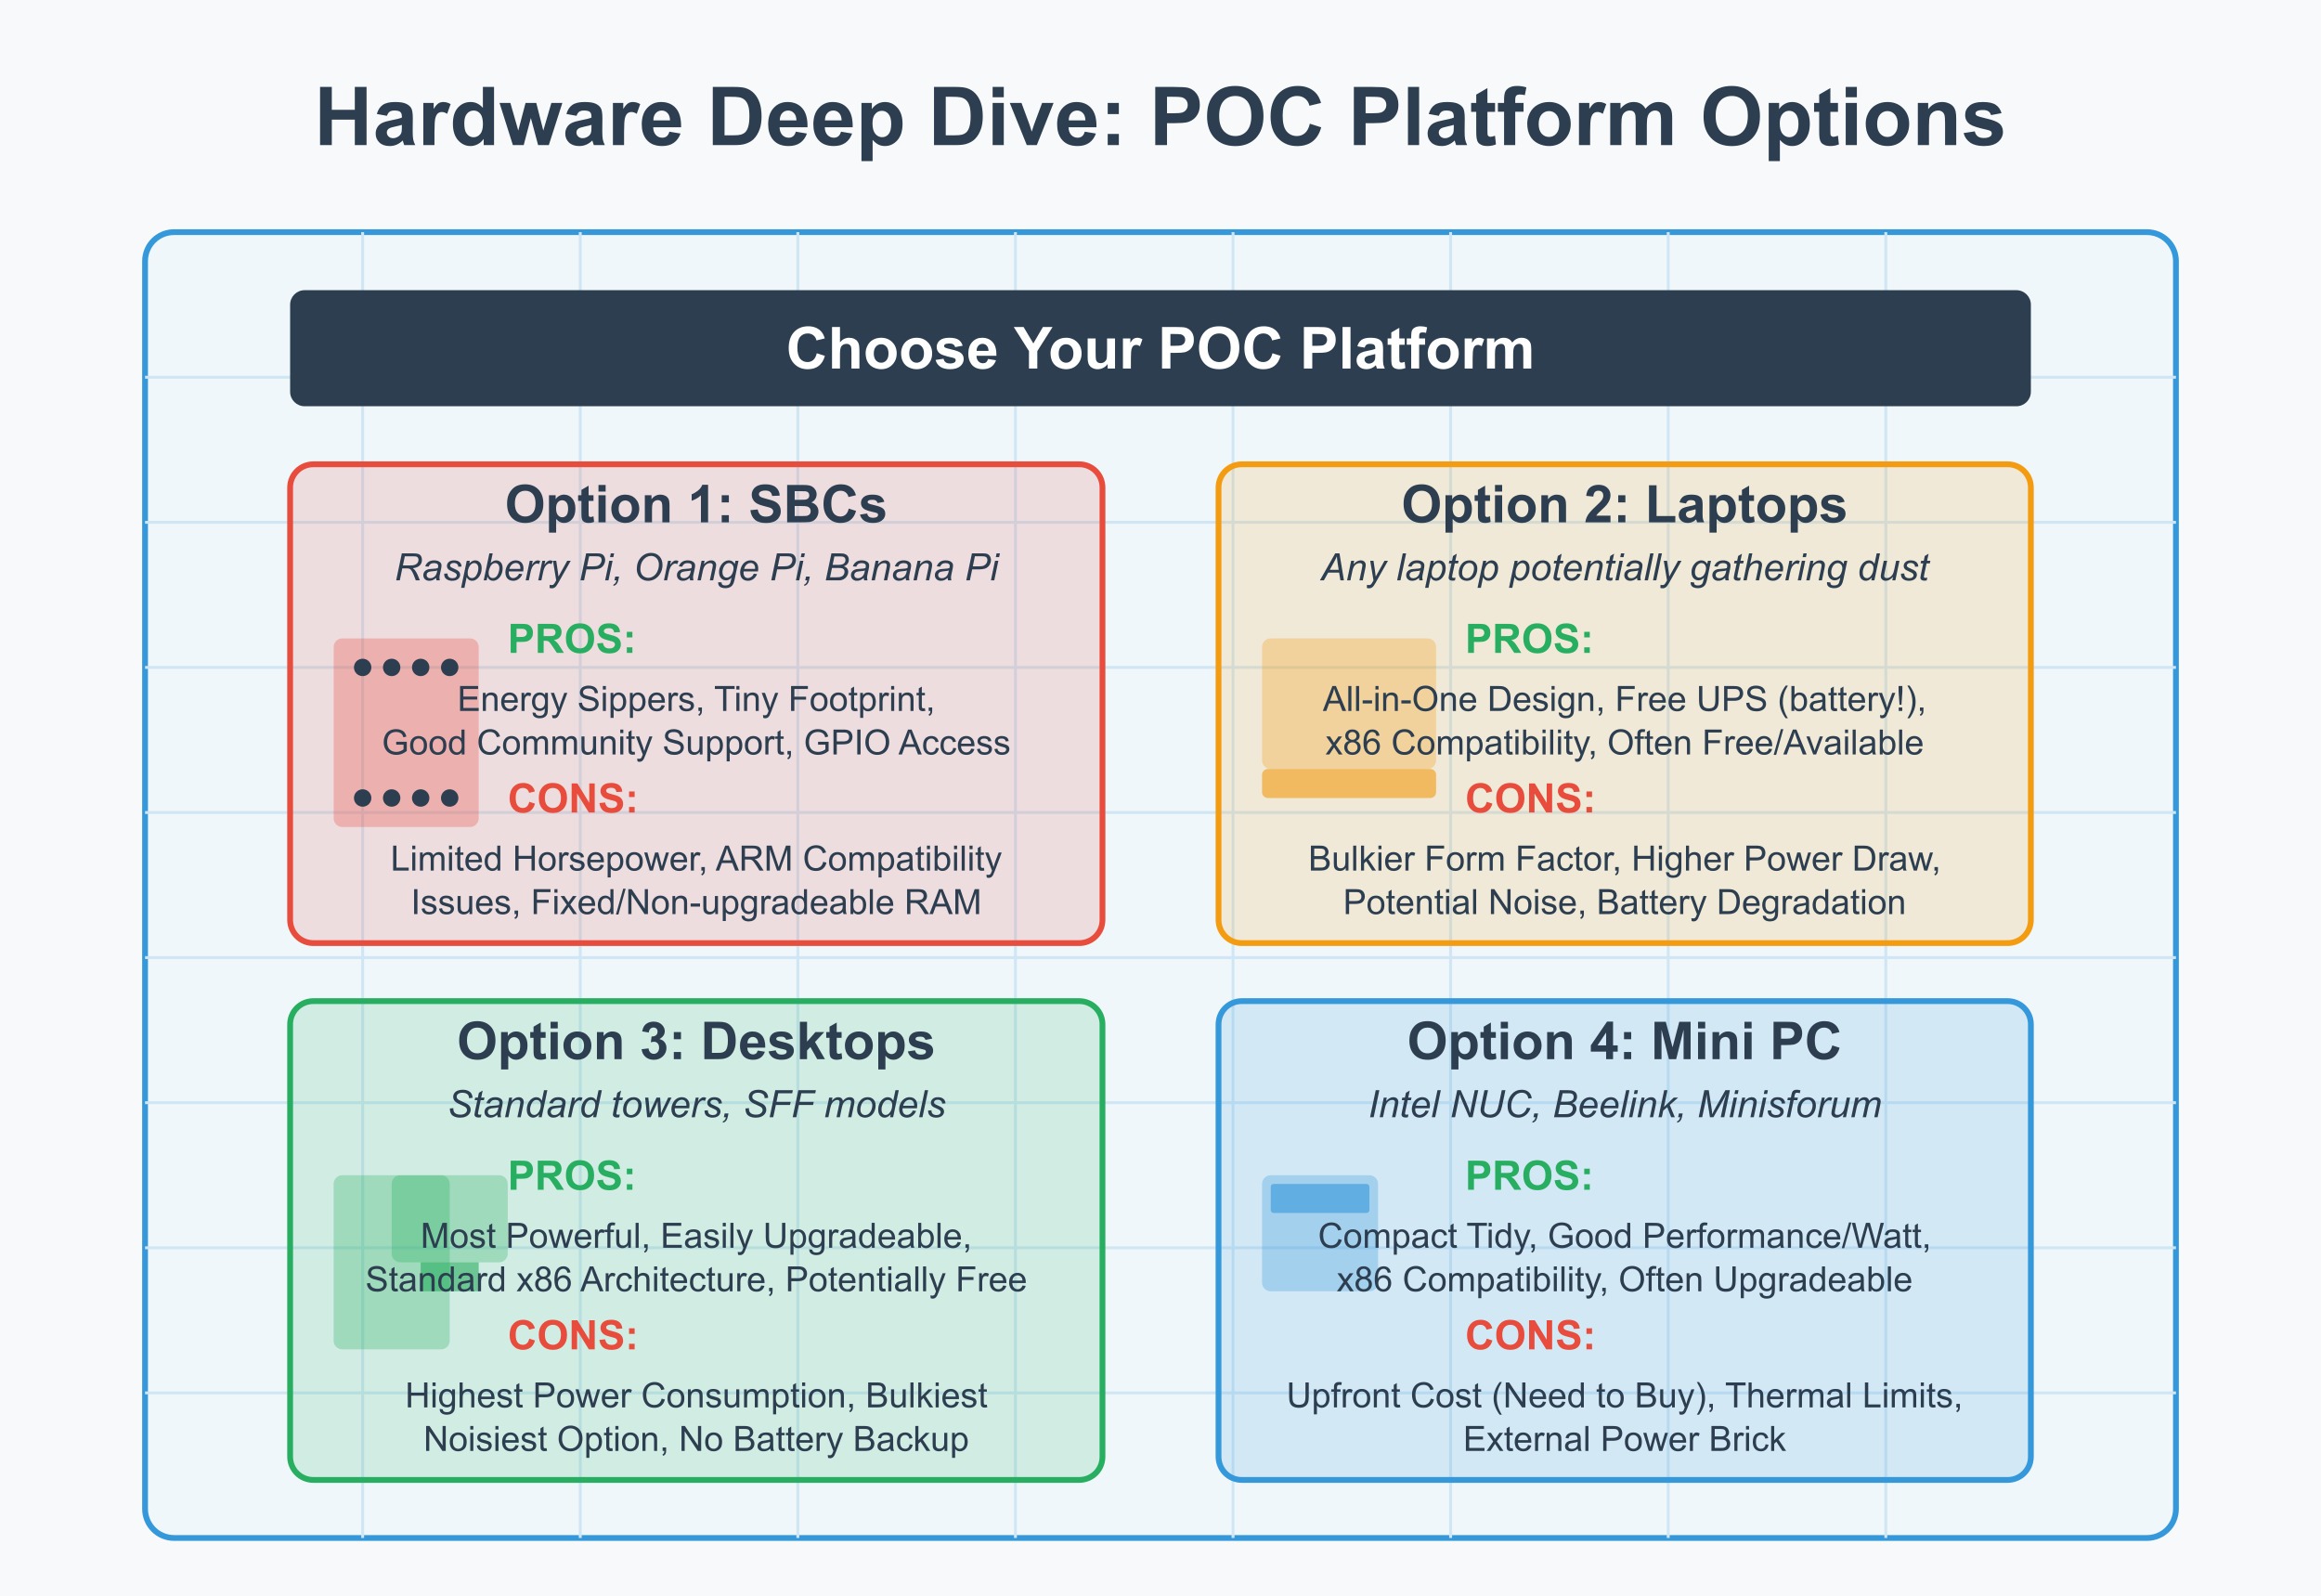 Hardware Deep Dive: POC Platform Options
Choose Your POC Platform
Option 1: SBCs
Raspberry Pi, Orange Pi, Banana Pi
PROS:
Energy Sippers, Tiny Footprint,
Good Community Support, GPIO Access
CONS:
Limited Horsepower, ARM Compatibility
Issues, Fixed/Non-upgradeable RAM
Option 2: Laptops
Any laptop potentially gathering dust
PROS:
All-in-One Design, Free UPS (battery!),
x86 Compatibility, Often Free/Available
CONS:
Bulkier Form Factor, Higher Power Draw,
Potential Noise, Battery Degradation
Option 3: Desktops
Standard towers, SFF models
PROS:
Most Powerful, Easily Upgradeable,
Standard x86 Architecture, Potentially Free
CONS:
Highest Power Consumption, Bulkiest
Noisiest Option, No Battery Backup
Option 4: Mini PC
Intel NUC, Beelink, Minisforum
PROS:
Compact Tidy, Good Performance/Watt,
x86 Compatibility, Often Upgradeable
CONS:
Upfront Cost (Need to Buy), Thermal Limits,
External Power Brick